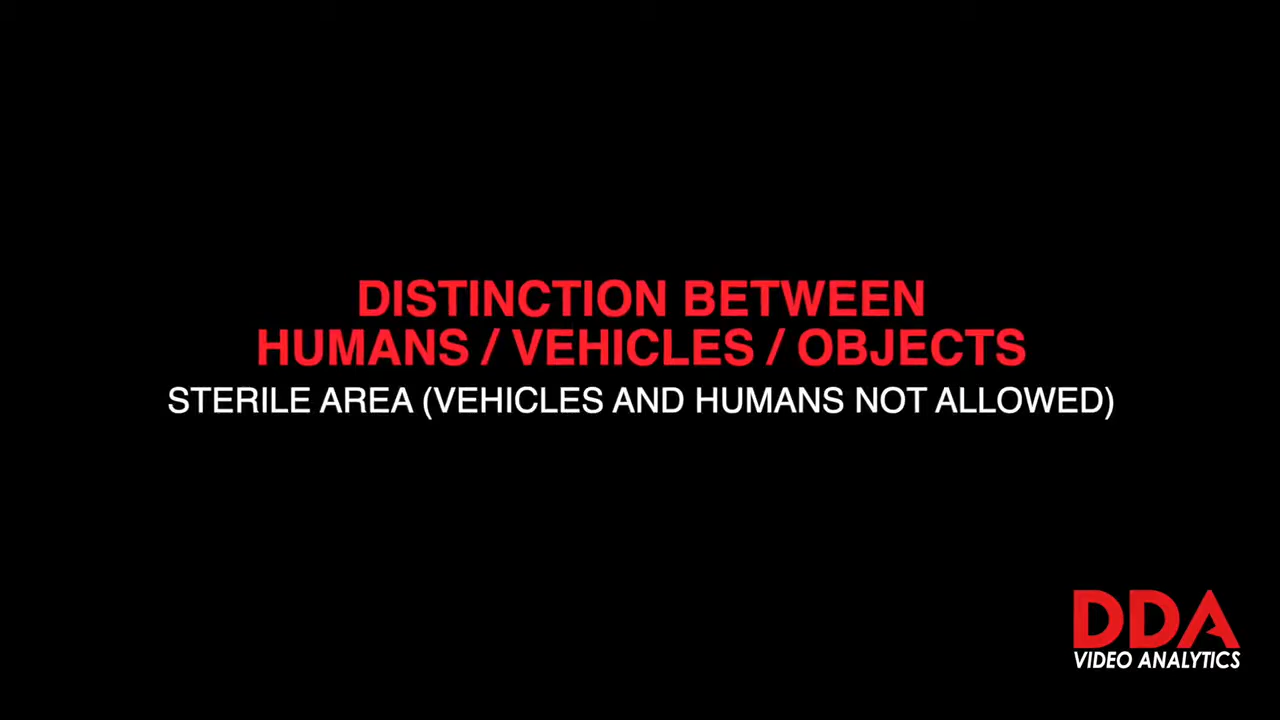 DISTINCTION BETWEEN
HUMANS / VEHICLES / OBJECTS
STERILE AREA (VEHICLES AND HUMANS NOT ALLOWED)
DDA
VIDEO ANALYTICS